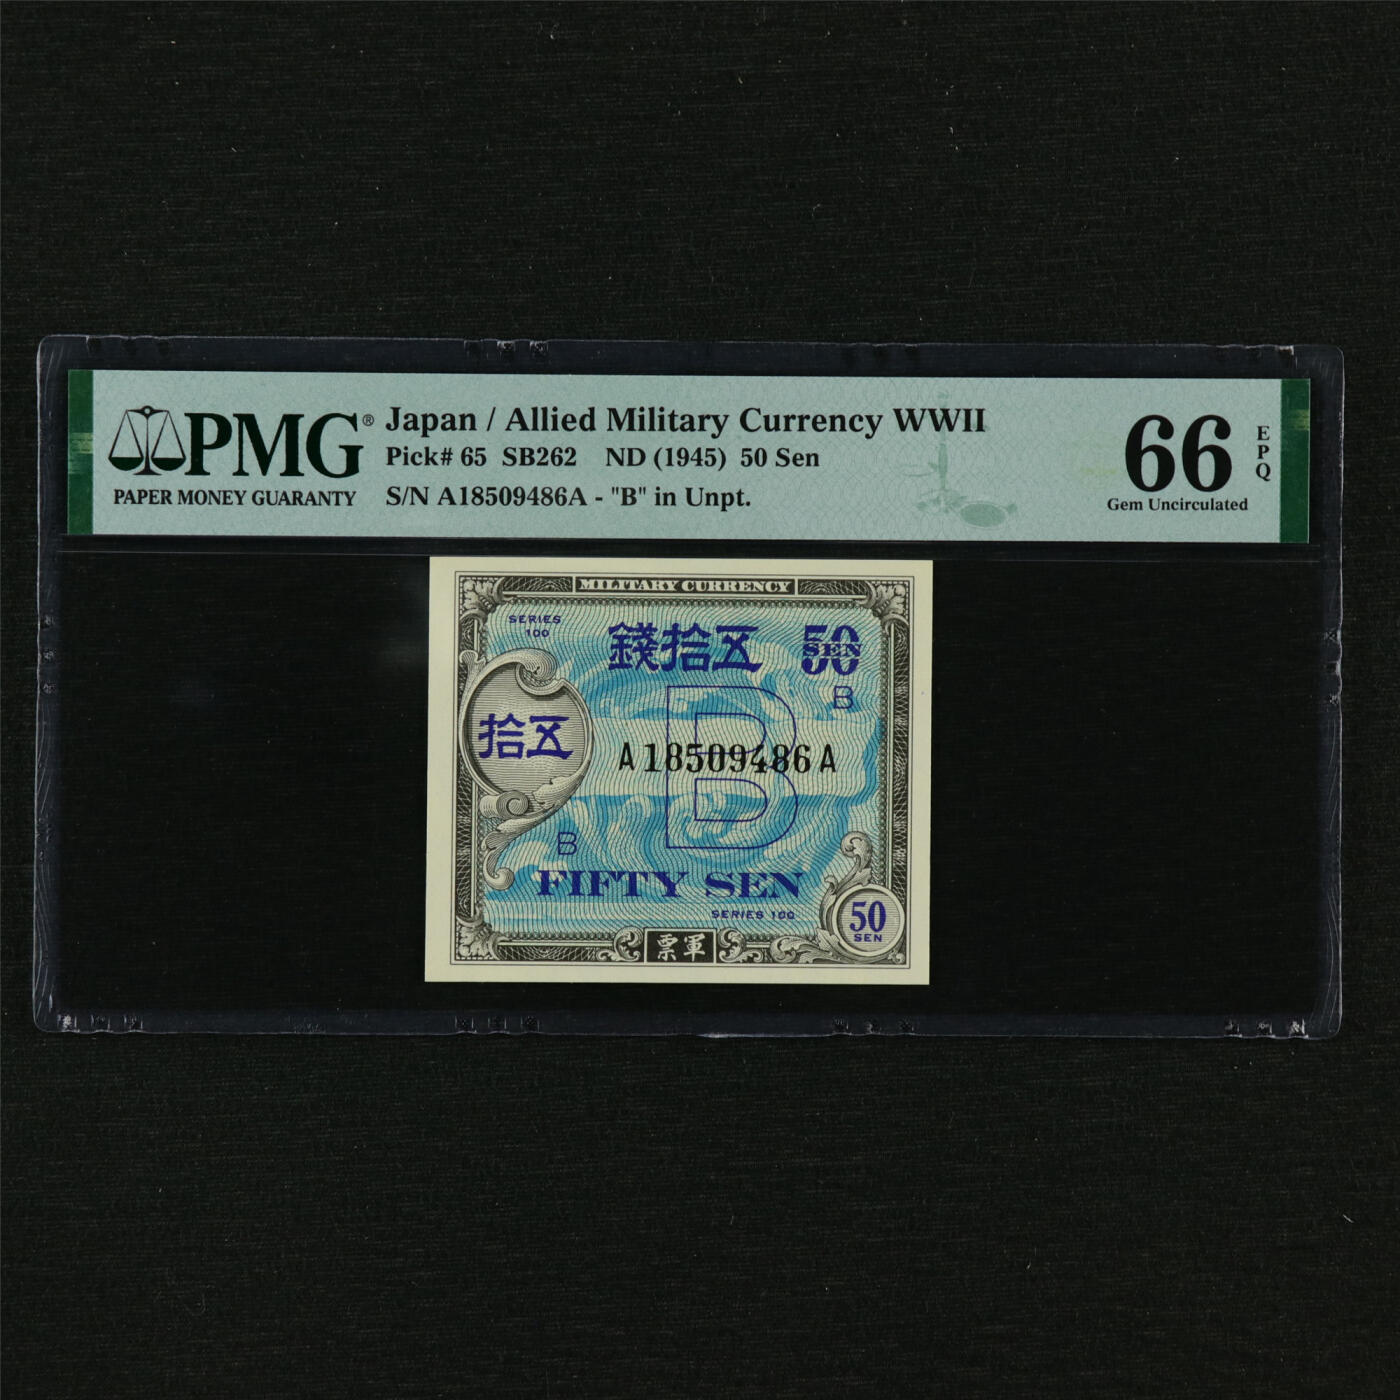 PMG®
PAPER MONEY GUARANTY
Japan / Allied Military Currency WWII
Pick# 65 SB262 ND (1945) 50 Sen
S/N A18509486A - "B" in Unpt.
66
EPQ
Gem Uncirculated
MILITARY CURRENCY
SERIES
100
錢拾五
50
SEN
B
拾五
B
A18509486A
B
FIFTY SEN
SERIES 100
50
SEN
票軍